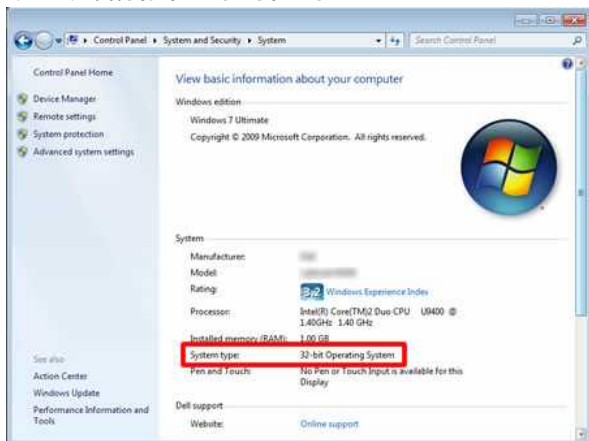 Control Panel ▸ System and Security ▸ System
Search Control Panel
Control Panel Home
Device Manager
Remote settings
System protection
Advanced system settings
See also
Action Center
Windows Update
Performance Information and
Tools
View basic information about your computer
Windows edition
Windows 7 Ultimate
Copyright © 2009 Microsoft Corporation. All rights reserved.
System
Manufacturer:
Model:
Rating: 3,2 Windows Experience Index
Processor: Intel(R) Core(TM)2 Duo CPU U9400 @
1.40GHz 1.40 GHz
Installed memory (RAM): 1.00 GB
System type: 32-bit Operating System
Pen and Touch: No Pen or Touch Input is available for this
Display
Dell support
Website: Online support